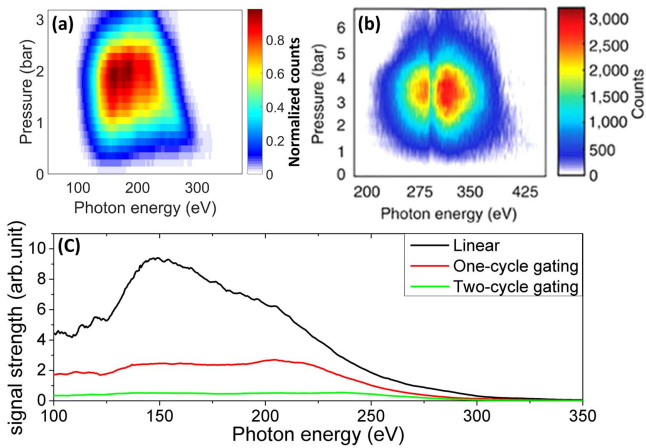 (a)
Pressure (bar)
3
2
1
0
100 200 300
Photon energy (eV)
0.8
0.6
0.4
0.2
0
Normalized counts
(b)
Pressure (bar)
6
5
4
3
2
1
0
200 275 350 425
Photon energy (eV)
3,000
2,500
2,000
1,500
1,000
500
0
Counts
(C)
signal strength (arb.unit)
10
8
6
4
2
0
100 150 200 250 300 350
Photon energy (eV)
Linear
One-cycle gating
Two-cycle gating